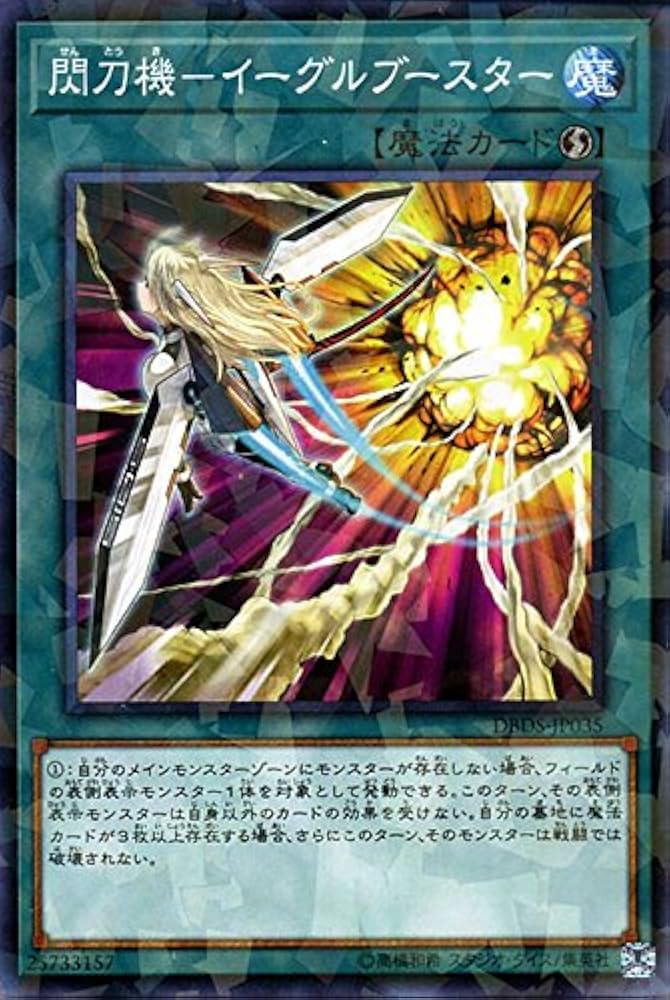 閃刀機－イーグルブースター 魔
【魔法カード】
DBDS-JP035
①：自分のメインモンスターゾーンにモンスターが存在しない場合、フィールド
の表側表示モンスター１体を対象として発動できる。このターン、その表側
表示モンスターは自身以外のカードの効果を受けない。自分の墓地に魔法
カードが３枚以上存在する場合、さらにこのターン、そのモンスターは戦闘では
破壊されない。
25733157
©高橋和希 スタジオ・ダイス/集英社